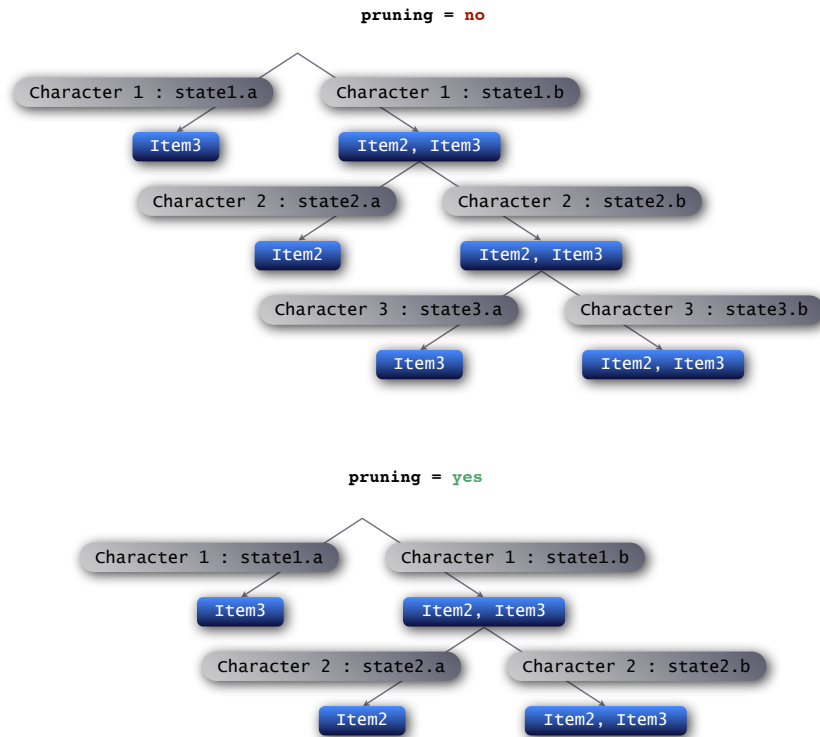 pruning = no
Character 1 : state1.a Character 1 : state1.b
Item3 Item2, Item3
Character 2 : state2.a Character 2 : state2.b
Item2 Item2, Item3
Character 3 : state3.a Character 3 : state3.b
Item3 Item2, Item3
pruning = yes
Character 1 : state1.a Character 1 : state1.b
Item3 Item2, Item3
Character 2 : state2.a Character 2 : state2.b
Item2 Item2, Item3